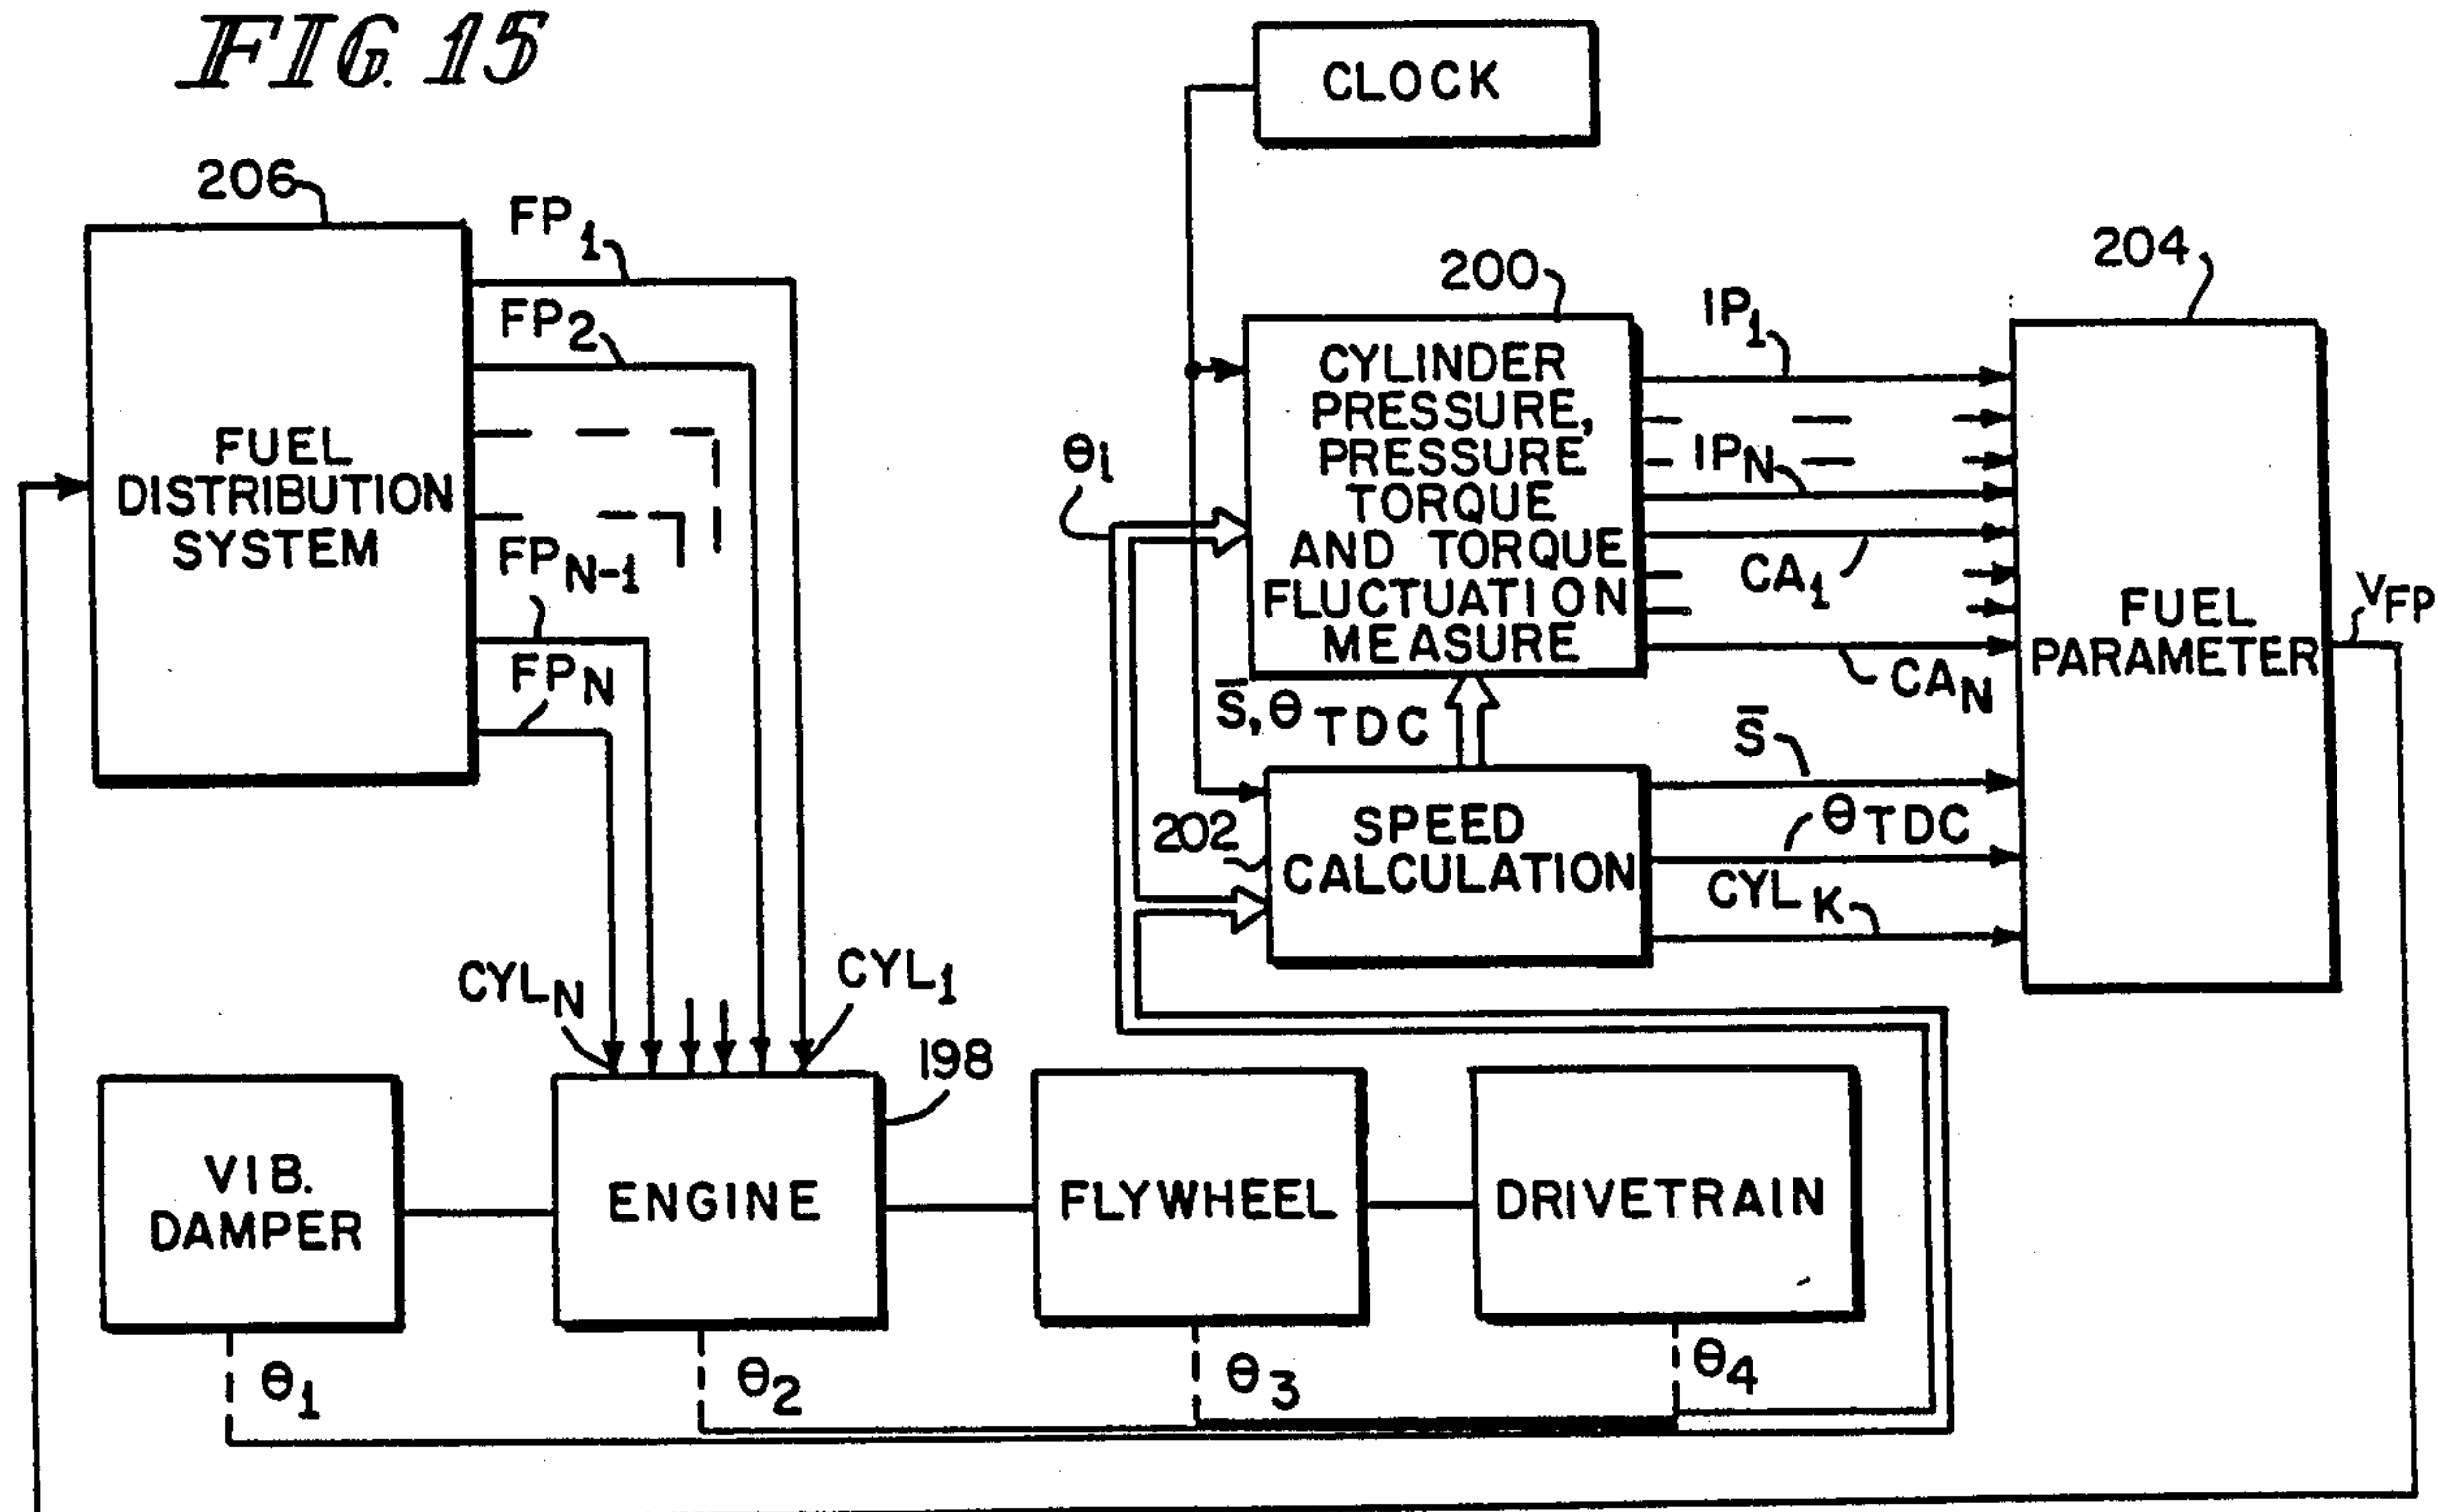 FIG. 15
CLOCK
206
FP1
FP2
FPN-1
FPN
FUEL
DISTRIBUTION
SYSTEM
200
CYLINDER
PRESSURE,
PRESSURE
TORQUE
AND TORQUE
FLUCTUATION
MEASURE
θi
IP1
IPN
CA1
CAN
204
FUEL
PARAMETER
VFP
S̄, θTDC
202
SPEED
CALCULATION
S̄
θTDC
CYLK
CYLN
CYL1
198
VIB.
DAMPER
ENGINE
FLYWHEEL
DRIVETRAIN
θ1
θ2
θ3
θ4